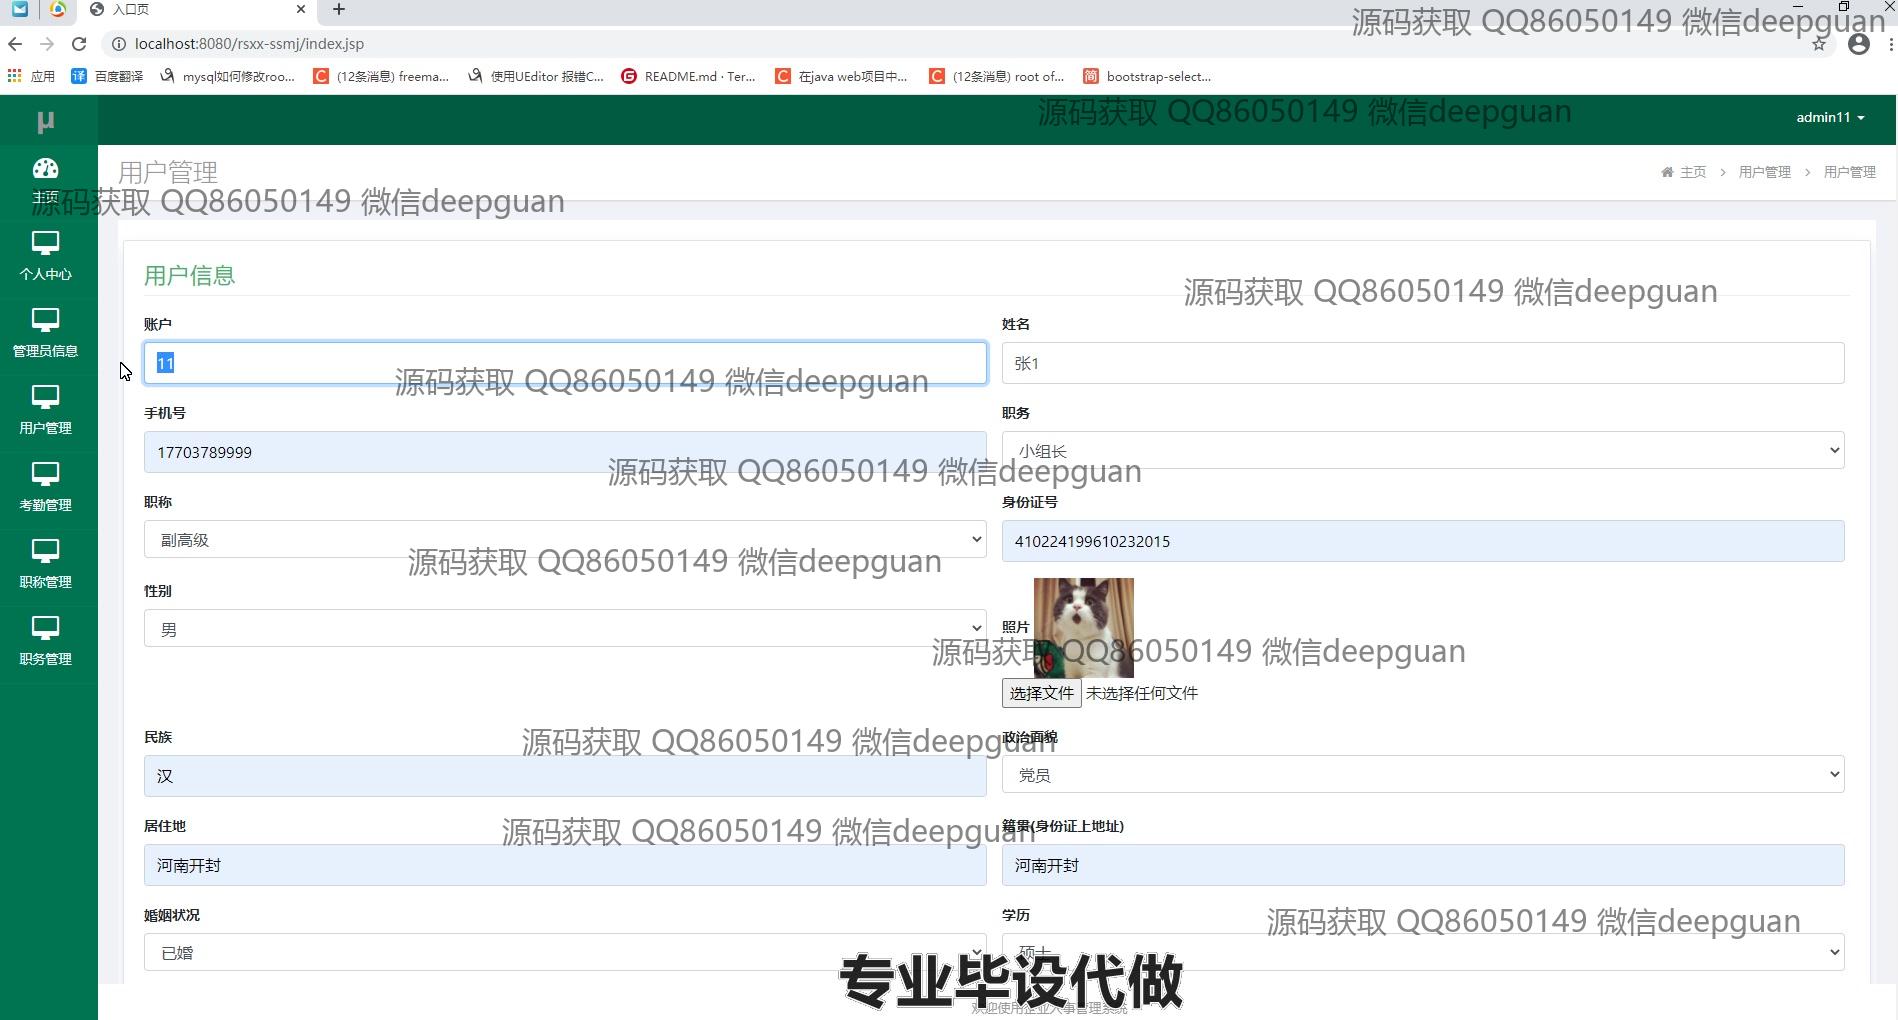 入口页
源码获取 QQ86050149 微信deepguan
localhost:8080/rsxx-ssmj/index.jsp
应用
百度翻译
mysql如何修改roo...
(12条消息) freema...
使用UEditor 报错C...
README.md · Ter...
在java web项目中...
(12条消息) root of...
bootstrap-select...
μ
源码获取 QQ86050149 微信deepguan
admin11
主页
个人中心
管理员信息
用户管理
考勤管理
职称管理
职务管理
用户管理
主页 > 用户管理 > 用户管理
源码获取 QQ86050149 微信deepguan
用户信息
源码获取 QQ86050149 微信deepguan
账户
姓名
11
张1
源码获取 QQ86050149 微信deepguan
手机号
职务
17703789999
小组长
源码获取 QQ86050149 微信deepguan
职称
身份证号
副高级
410224199610232015
源码获取 QQ86050149 微信deepguan
性别
男
照片
源码获取 QQ86050149 微信deepguan
选择文件 未选择任何文件
民族
政治面貌
源码获取 QQ86050149 微信deepguan
汉
党员
居住地
籍贯(身份证上地址)
源码获取 QQ86050149 微信deepguan
河南开封
河南开封
婚姻状况
学历
源码获取 QQ86050149 微信deepguan
已婚
硕士
专业毕设代做
欢迎使用企业人事管理系统